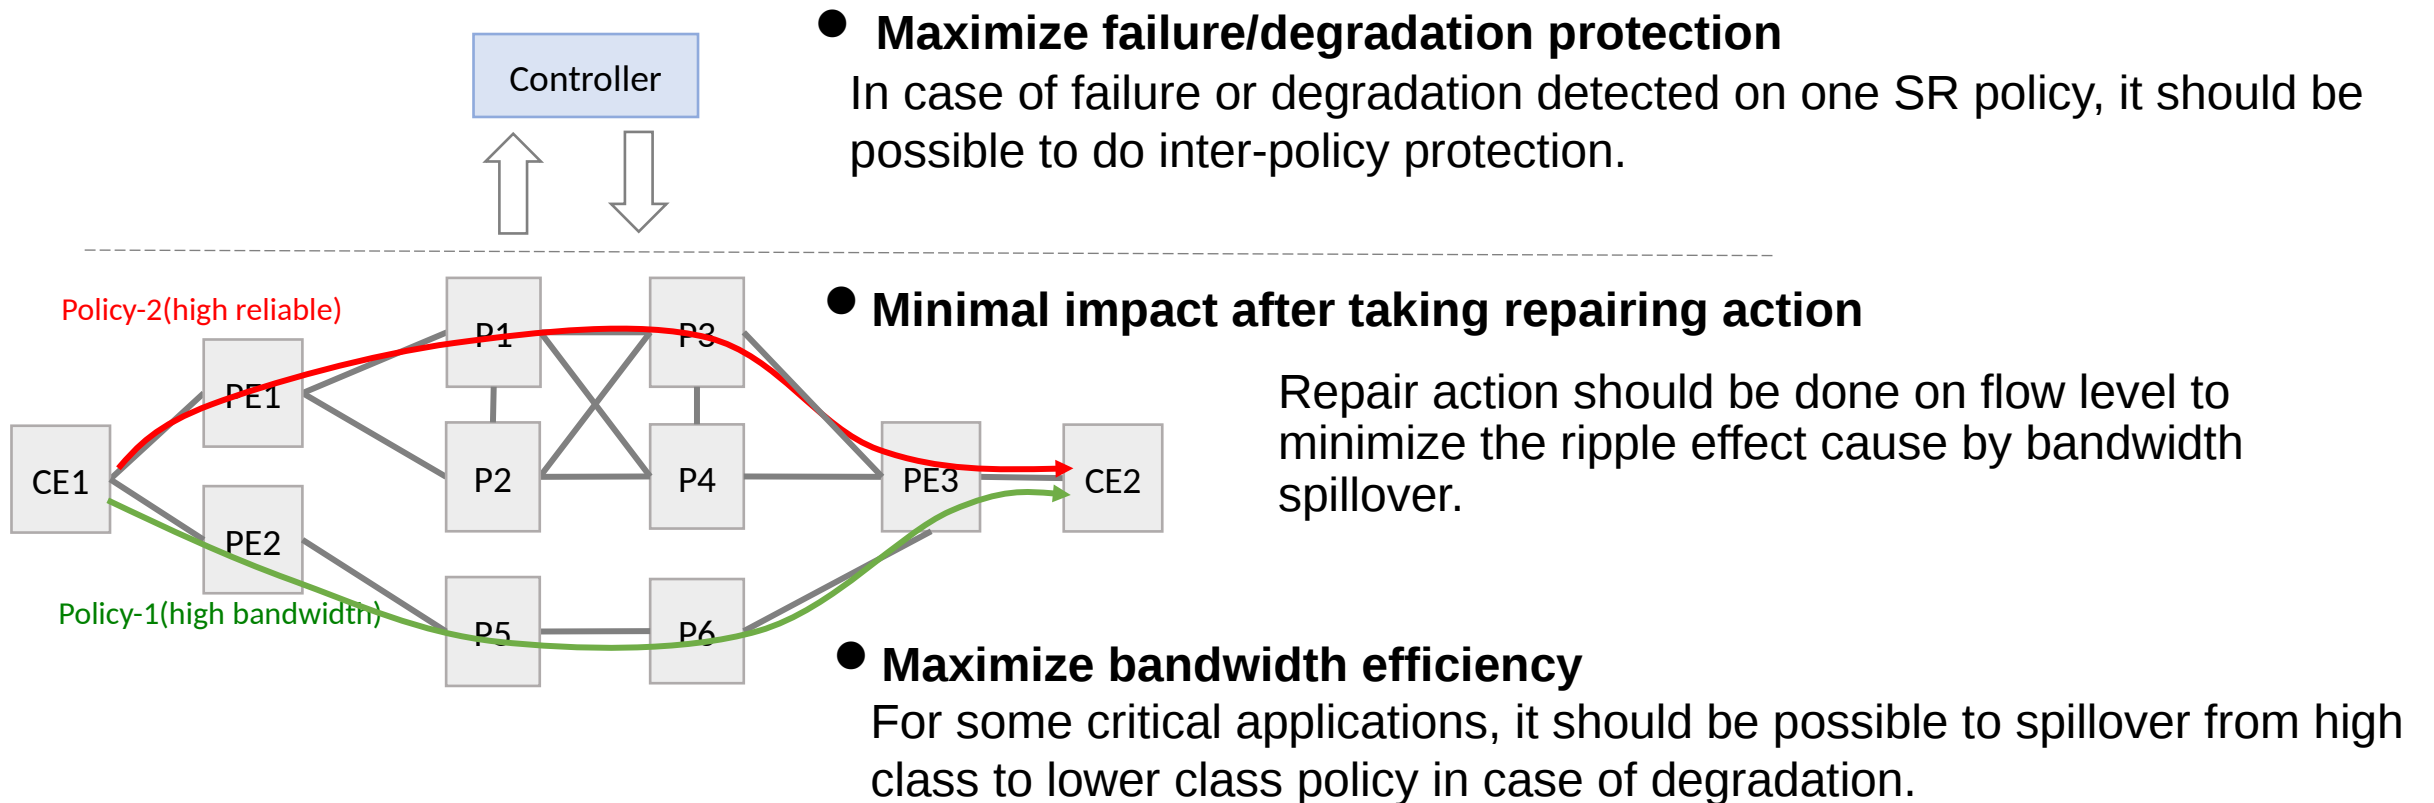 ● Maximize failure/degradation protection
In case of failure or degradation detected on one SR policy, it should be
possible to do inter-policy protection.
Controller
● Minimal impact after taking repairing action
Repair action should be done on flow level to
minimize the ripple effect cause by bandwidth
spillover.
Policy-2(high reliable)
P1
P3
PE1
CE1
P2
P4
PE3
CE2
PE2
Policy-1(high bandwidth)
P5
P6
● Maximize bandwidth efficiency
For some critical applications, it should be possible to spillover from high
class to lower class policy in case of degradation.